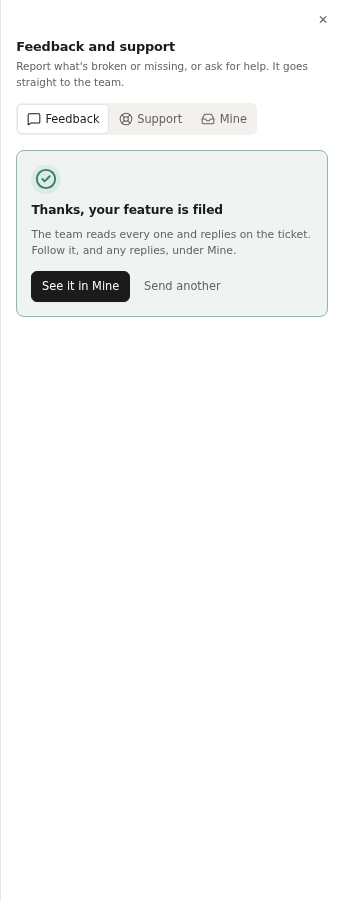 ×
Feedback and support
Report what's broken or missing, or ask for help. It goes
straight to the team.
Feedback Support Mine
Thanks, your feature is filed
The team reads every one and replies on the ticket.
Follow it, and any replies, under Mine.
See it in Mine Send another